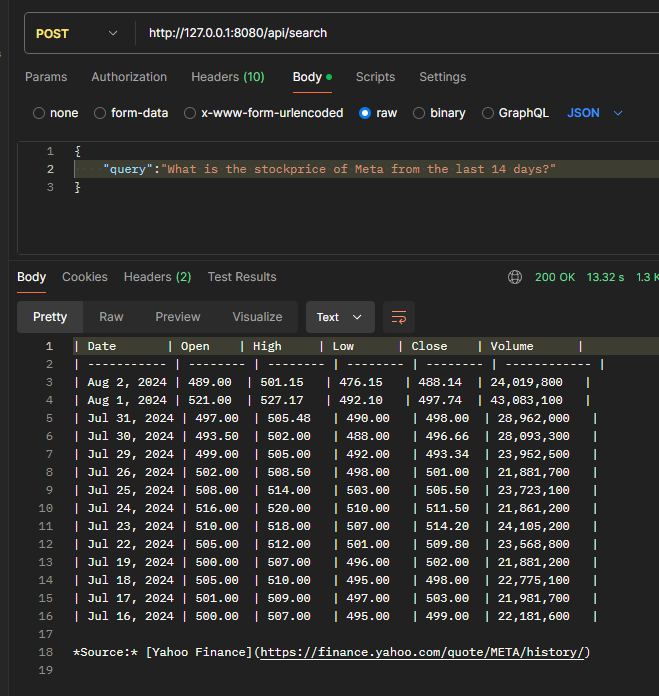 POST http://127.0.0.1:8080/api/search
Params Authorization Headers (10) Body Scripts Settings
none form-data x-www-form-urlencoded raw binary GraphQL JSON
1 {
2 "query":"What is the stockprice of Meta from the last 14 days?"
3 }
Body Cookies Headers (2) Test Results 200 OK 13.32 s 1.3 K
Pretty Raw Preview Visualize Text
1 | Date | Open | High | Low | Close | Volume |
2 | ----------- | -------- | -------- | -------- | -------- | ------------ |
3 | Aug 2, 2024 | 489.00 | 501.15 | 476.15 | 488.14 | 24,019,800 |
4 | Aug 1, 2024 | 521.00 | 527.17 | 492.10 | 497.74 | 43,083,100 |
5 | Jul 31, 2024 | 497.00 | 505.48 | 490.00 | 498.00 | 28,962,000 |
6 | Jul 30, 2024 | 493.50 | 502.00 | 488.00 | 496.66 | 28,093,300 |
7 | Jul 29, 2024 | 499.00 | 505.00 | 492.00 | 493.34 | 23,952,500 |
8 | Jul 26, 2024 | 502.00 | 508.50 | 498.00 | 501.00 | 21,881,700 |
9 | Jul 25, 2024 | 508.00 | 514.00 | 503.00 | 505.50 | 23,723,100 |
10 | Jul 24, 2024 | 516.00 | 520.00 | 510.00 | 511.50 | 21,861,200 |
11 | Jul 23, 2024 | 510.00 | 518.00 | 507.00 | 514.20 | 24,105,200 |
12 | Jul 22, 2024 | 505.00 | 512.00 | 501.00 | 509.80 | 23,568,800 |
13 | Jul 19, 2024 | 500.00 | 507.00 | 496.00 | 502.00 | 21,881,200 |
14 | Jul 18, 2024 | 505.00 | 510.00 | 495.00 | 498.00 | 22,775,100 |
15 | Jul 17, 2024 | 501.00 | 509.00 | 497.00 | 503.00 | 21,981,700 |
16 | Jul 16, 2024 | 500.00 | 507.00 | 495.00 | 499.00 | 22,181,600 |
17
18 *Source:* [Yahoo Finance](https://finance.yahoo.com/quote/META/history/)
19